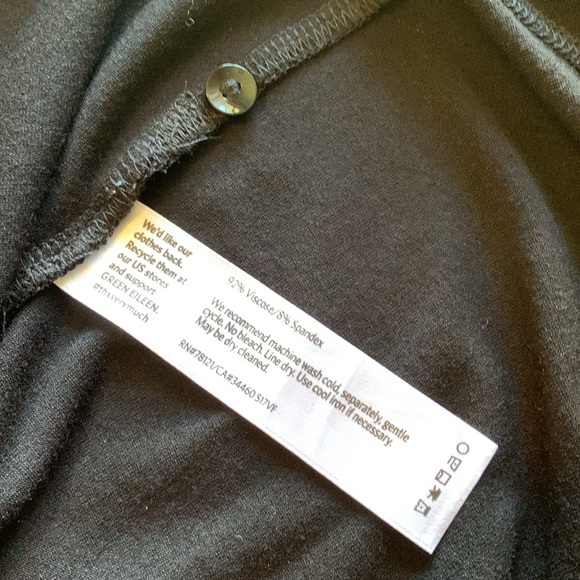 We'd like our
clothes back.
Recycle them at
our US stores
and support
GREEN EILEEN.
#thxverymuch
92% Viscose/8% Spandex
We recommend machine wash cold, separately, gentle
cycle. No bleach. Line dry. Use cool iron if necessary.
May be dry cleaned.
RN#78121/CA#34460 S17VF